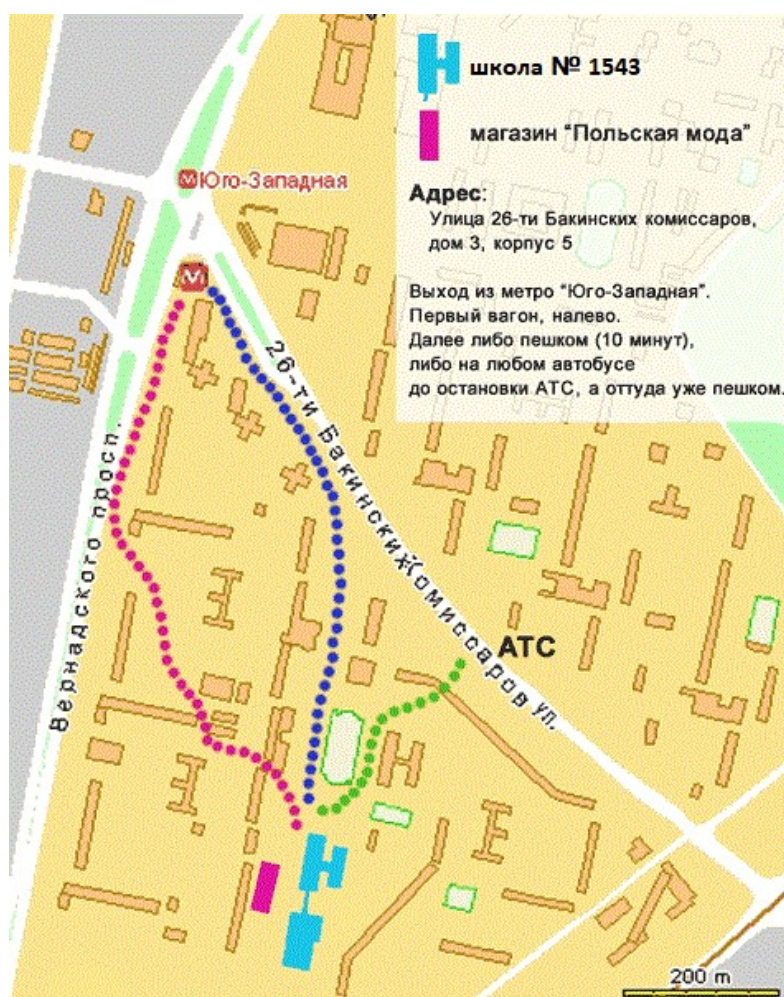 школа № 1543
магазин “Польская мода”
Юго-Западная
Адрес:
Улица 26-ти Бакинских комиссаров,
дом 3, корпус 5
Выход из метро “Юго-Западная”.
Первый вагон, налево.
Далее либо пешком (10 минут),
либо на любом автобусе
до остановки АТС, а оттуда уже пешком.
26-ти Бакинских Комиссаров ул.
Вернадского просп.
АТС
200 m